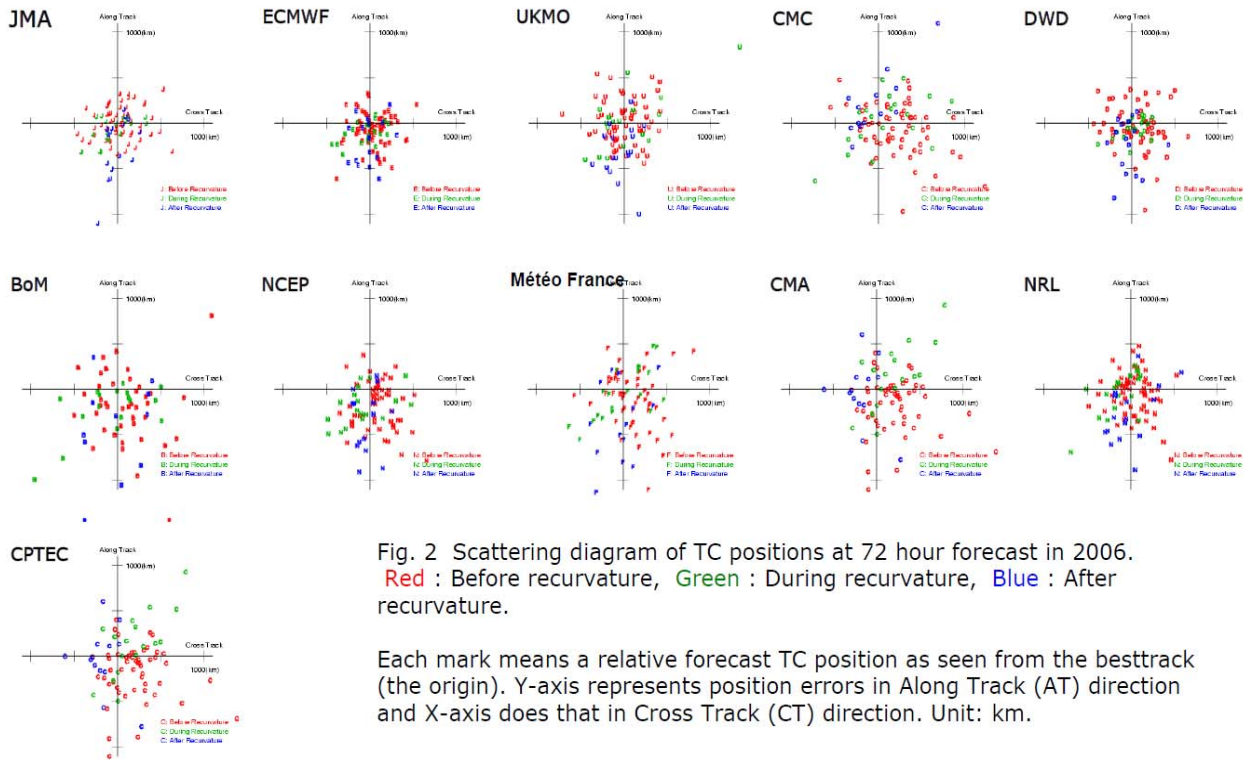 JMA
Along Track
1000(km)
Cross Track
1000(km)
J: Before Recurvature
J: During Recurvature
J: After Recurvature
ECMWF
Along Track
1000(km)
Cross Track
1000(km)
E: Before Recurvature
E: During Recurvature
E: After Recurvature
UKMO
Along Track
1000(km)
Cross Track
1000(km)
U: Before Recurvature
U: During Recurvature
U: After Recurvature
CMC
Along Track
1000(km)
Cross Track
1000(km)
C: Before Recurvature
C: During Recurvature
C: After Recurvature
DWD
Along Track
1000(km)
Cross Track
1000(km)
D: Before Recurvature
D: During Recurvature
D: After Recurvature
BoM
Along Track
1000(km)
Cross Track
1000(km)
B: Before Recurvature
B: During Recurvature
B: After Recurvature
NCEP
Along Track
1000(km)
Cross Track
1000(km)
N: Before Recurvature
N: During Recurvature
N: After Recurvature
Météo France
Along Track
1000(km)
Cross Track
1000(km)
F: Before Recurvature
F: During Recurvature
F: After Recurvature
CMA
Along Track
1000(km)
Cross Track
1000(km)
C: Before Recurvature
C: During Recurvature
C: After Recurvature
NRL
Along Track
1000(km)
Cross Track
1000(km)
N: Before Recurvature
N: During Recurvature
N: After Recurvature
CPTEC
Along Track
1000(km)
Cross Track
1000(km)
C: Before Recurvature
C: During Recurvature
C: After Recurvature
Fig. 2 Scattering diagram of TC positions at 72 hour forecast in 2006.
Red : Before recurvature, Green : During recurvature, Blue : After
recurvature.
Each mark means a relative forecast TC position as seen from the besttrack
(the origin). Y-axis represents position errors in Along Track (AT) direction
and X-axis does that in Cross Track (CT) direction. Unit: km.